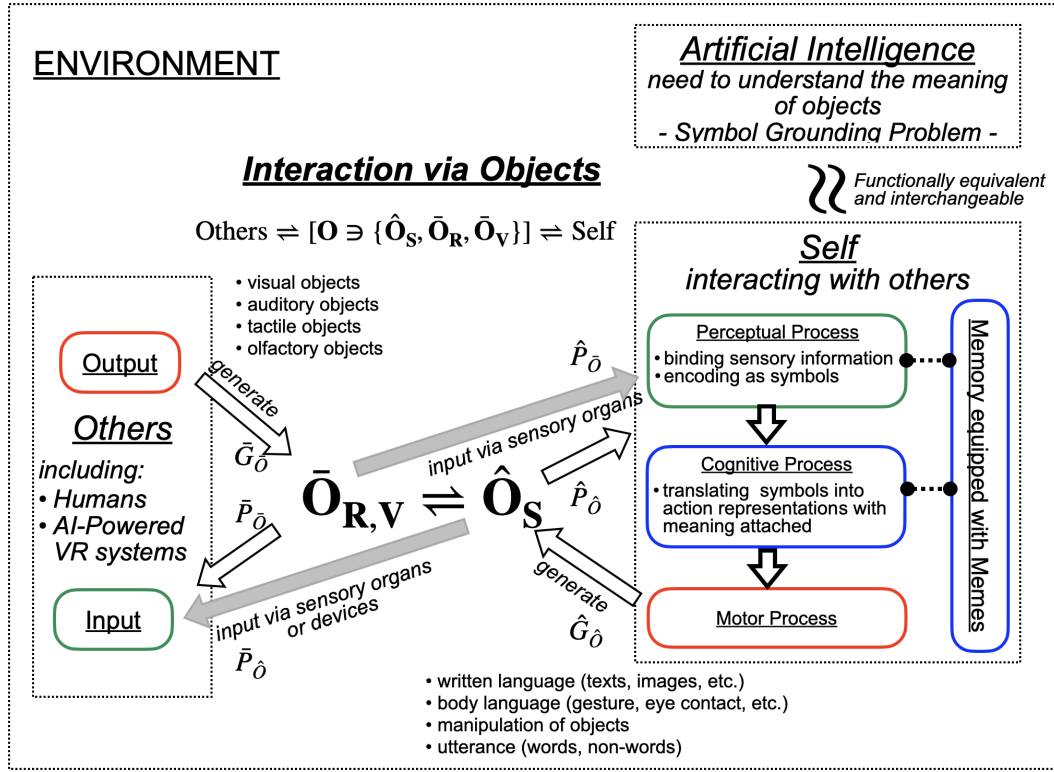 ENVIRONMENT
Artificial Intelligence
need to understand the meaning
of objects
- Symbol Grounding Problem -
Functionally equivalent
and interchangeable
Interaction via Objects
Others ⇌ [O ∋ {Ô_S, Ō_R, Ō_V}] ⇌ Self
• visual objects
• auditory objects
• tactile objects
• olfactory objects
Output
generate
Ḡ_Ō
Others
including:
• Humans
• AI-Powered
VR systems
P̄_Ō
Input
Ō_R,V ⇌ Ô_S
P̂_Ō
input via sensory organs
P̂_Ô
generate
Ĝ_Ô
input via sensory organs
or devices
P̄_Ô
Self
interacting with others
Perceptual Process
• binding sensory information
• encoding as symbols
Cognitive Process
• translating symbols into
action representations with
meaning attached
Motor Process
Memory equipped with Memes
• written language (texts, images, etc.)
• body language (gesture, eye contact, etc.)
• manipulation of objects
• utterance (words, non-words)